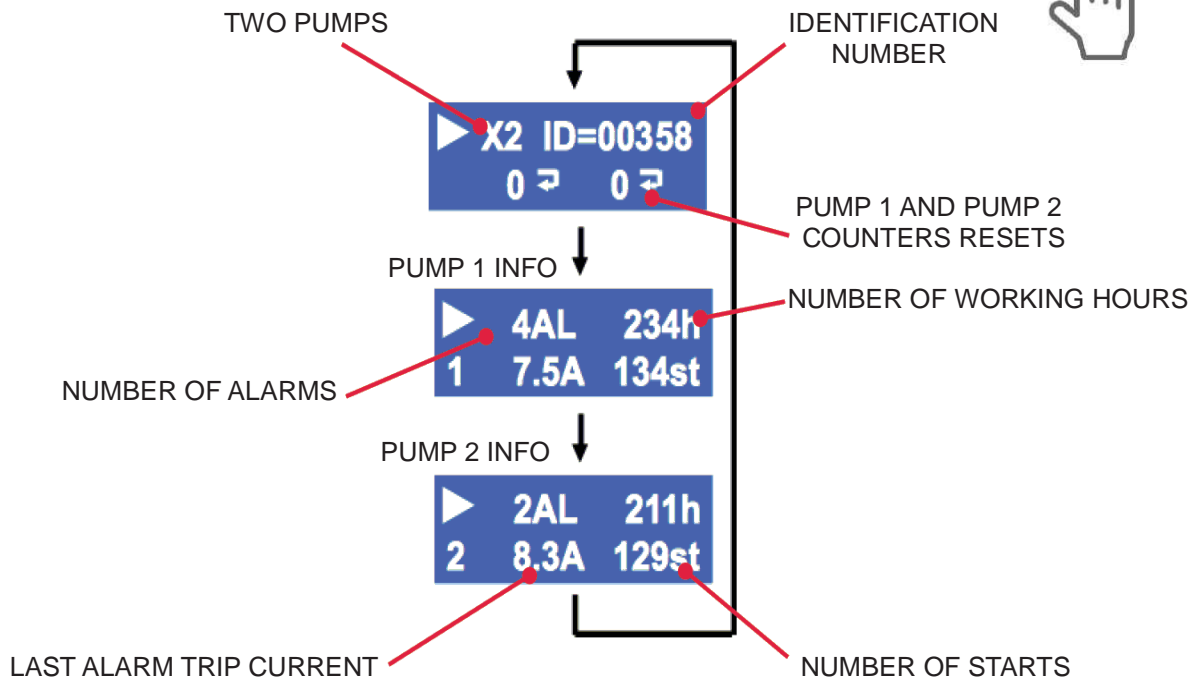 TWO PUMPS
IDENTIFICATION
NUMBER
X2 ID=00358
0 0
PUMP 1 AND PUMP 2
COUNTERS RESETS
PUMP 1 INFO
4AL 234h
1 7.5A 134st
NUMBER OF WORKING HOURS
NUMBER OF ALARMS
PUMP 2 INFO
2AL 211h
2 8.3A 129st
LAST ALARM TRIP CURRENT
NUMBER OF STARTS